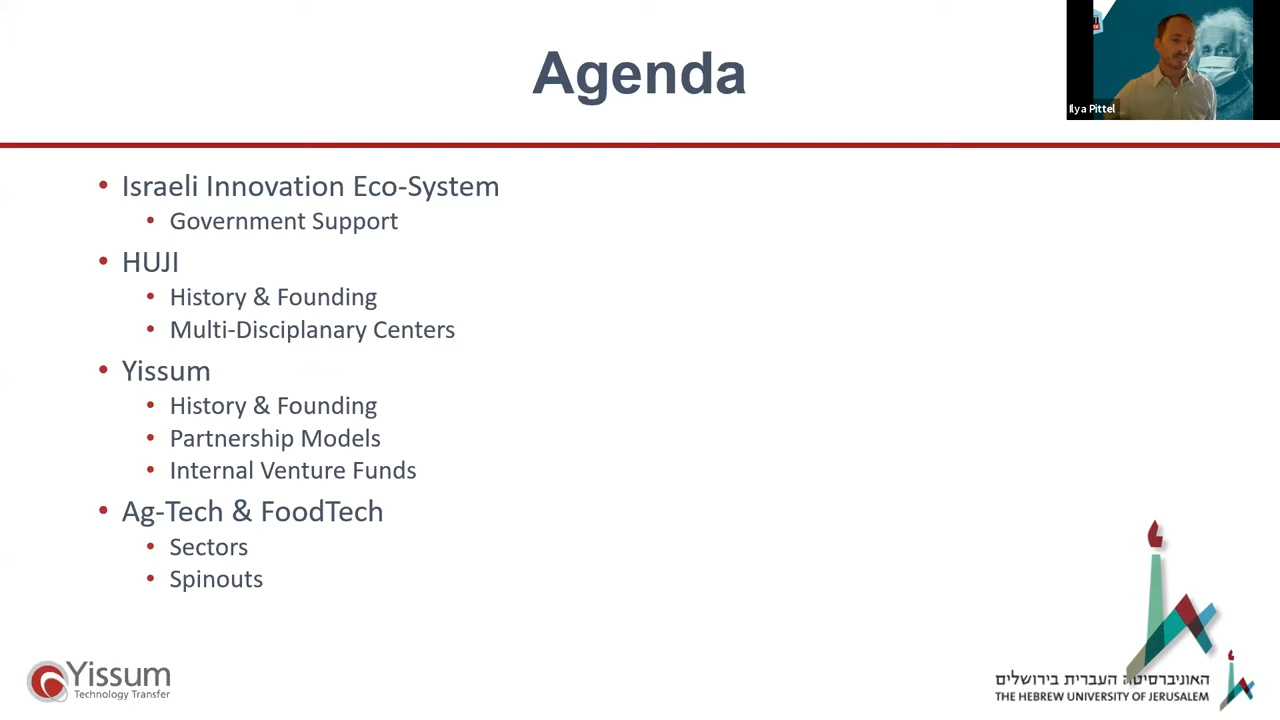 Agenda
Ilya Pittel
• Israeli Innovation Eco-System
• Government Support
• HUJI
• History & Founding
• Multi-Disciplanary Centers
• Yissum
• History & Founding
• Partnership Models
• Internal Venture Funds
• Ag-Tech & FoodTech
• Sectors
• Spinouts
Yissum
Technology Transfer
האוניברסיטה העברית בירושלים
THE HEBREW UNIVERSITY OF JERUSALEM